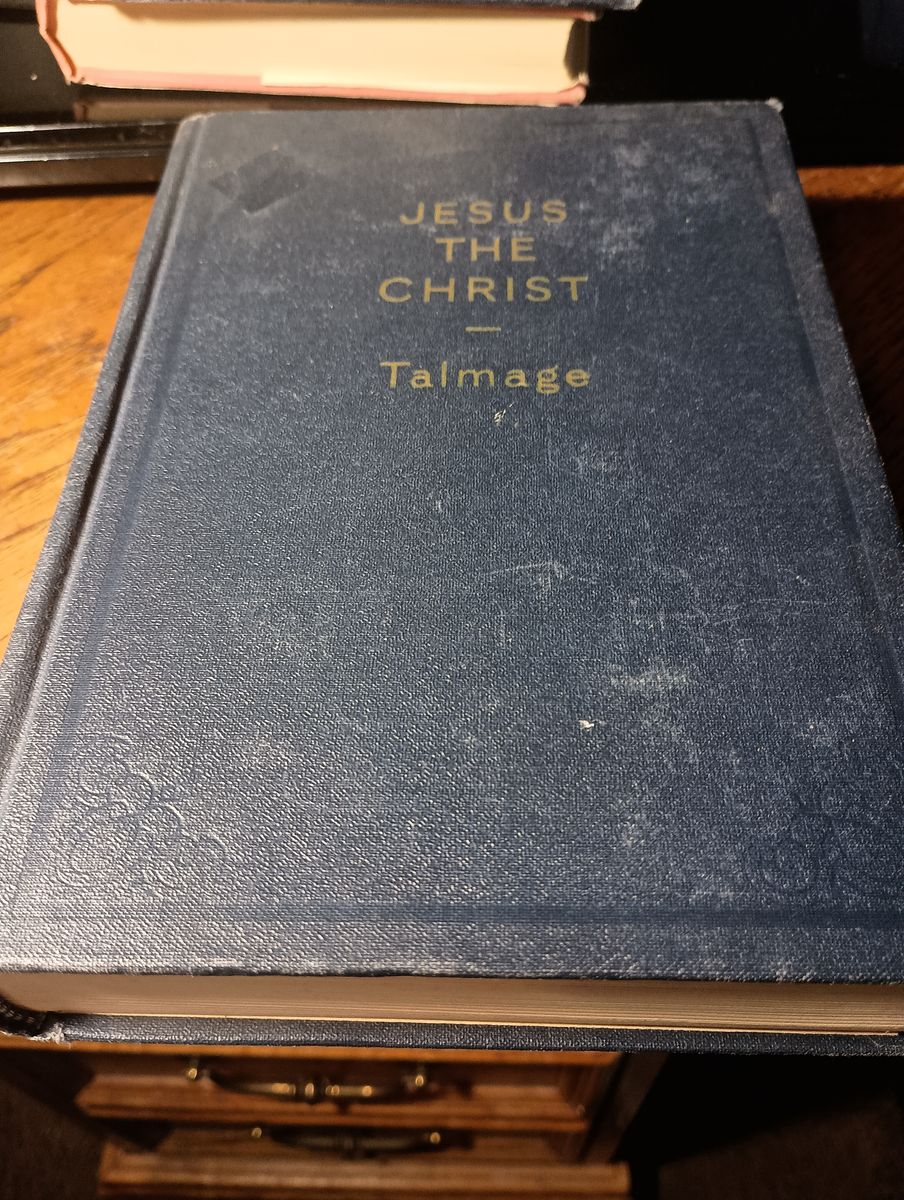 JESUS
THE
CHRIST
—
Talmage